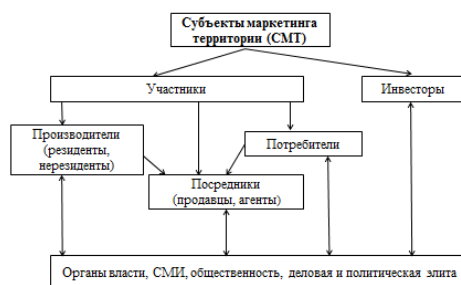 Субъекты маркетинга
территории (СМТ)
Участники
Инвесторы
Производители
(резиденты,
нерезиденты)
Потребители
Посредники
(продавцы, агенты)
Органы власти, СМИ, общественность, деловая и политическая элита